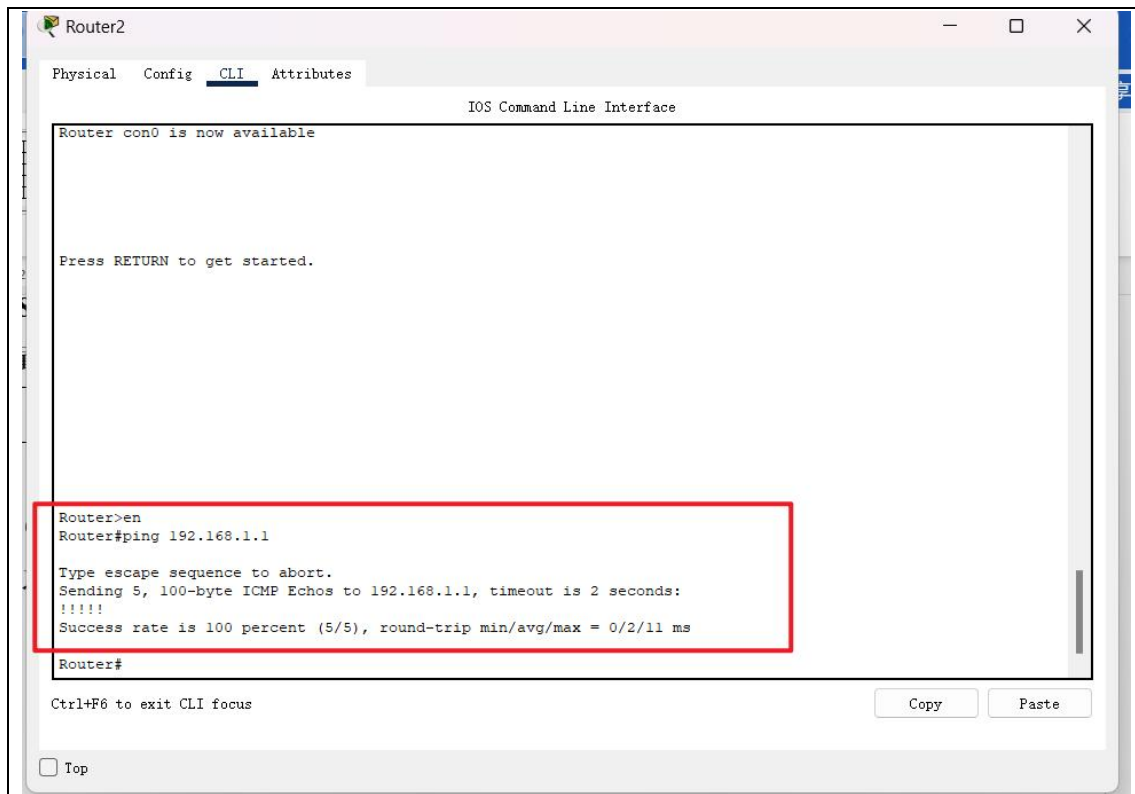 Router2
Physical Config CLI Attributes
IOS Command Line Interface
Router con0 is now available
Press RETURN to get started.
Router>en
Router#ping 192.168.1.1
Type escape sequence to abort.
Sending 5, 100-byte ICMP Echos to 192.168.1.1, timeout is 2 seconds:
!!!!!
Success rate is 100 percent (5/5), round-trip min/avg/max = 0/2/11 ms
Router#
Ctrl+F6 to exit CLI focus
Copy Paste
Top